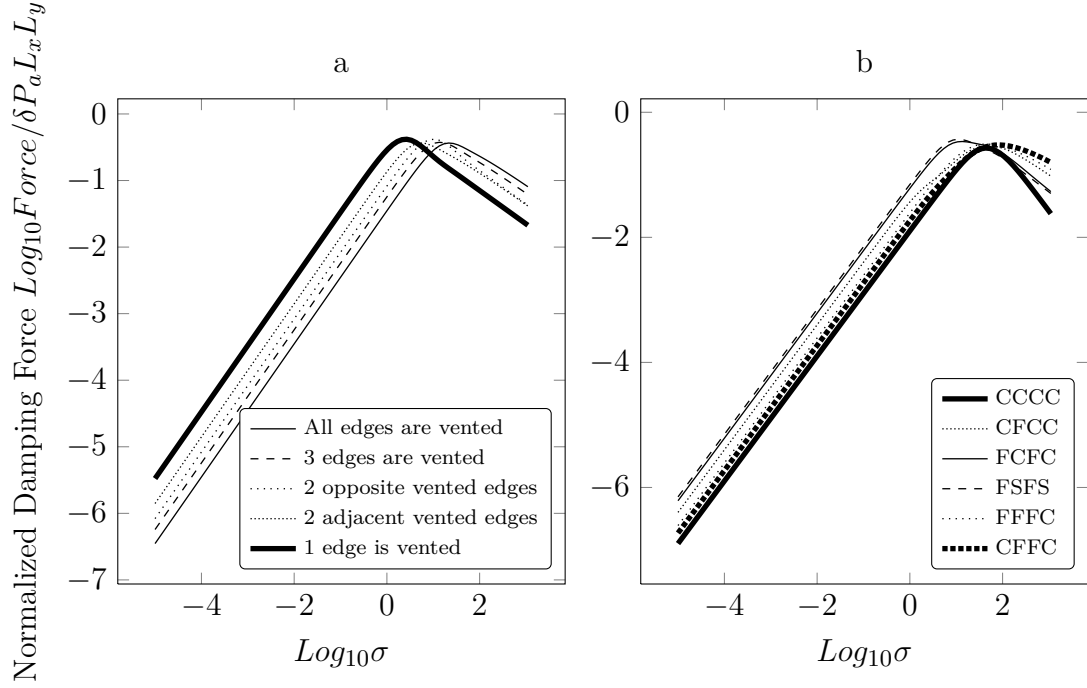 a
b
Normalized Damping Force Log₁₀Force/δPₐLₓL_y
0
−1
−2
−3
−4
−5
−6
−7
−4
−2
0
2
Log₁₀σ
All edges are vented
3 edges are vented
2 opposite vented edges
2 adjacent vented edges
1 edge is vented
0
−2
−4
−6
−4
−2
0
2
Log₁₀σ
CCCC
CFCC
FCFC
FSFS
FFFC
CFFC